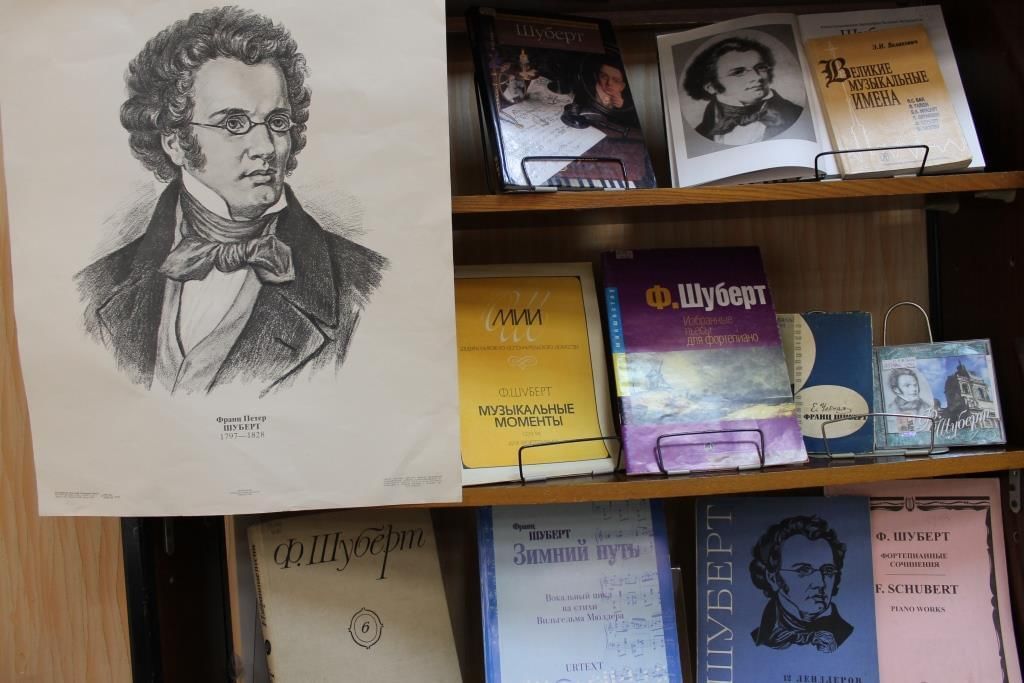 Франц Петер
ШУБЕРТ
1797—1828
Шуберт
Э.И. Великович
ВЕЛИКИЕ
МУЗЫКАЛЬНЫЕ
ИМЕНА
МИИ
Ф.ШУБЕРТ
МУЗЫКАЛЬНЫЕ
МОМЕНТЫ
Ф.Шуберт
Избранные
пьесы
для фортепиано
Е. Черная
ФРАНЦ ШУБЕРТ
Шуберт
Ф.Шуберт
6
Франц
ШУБЕРТ
Зимний путь
Вокальный цикл
на стихи
Вильгельма Мюллера
URTEXT
ШУБЕРТ
12 ЛЕНДЛЕРОВ
Ф. ШУБЕРТ
ФОРТЕПИАННЫЕ
СОЧИНЕНИЯ
F. SCHUBERT
PIANO WORKS